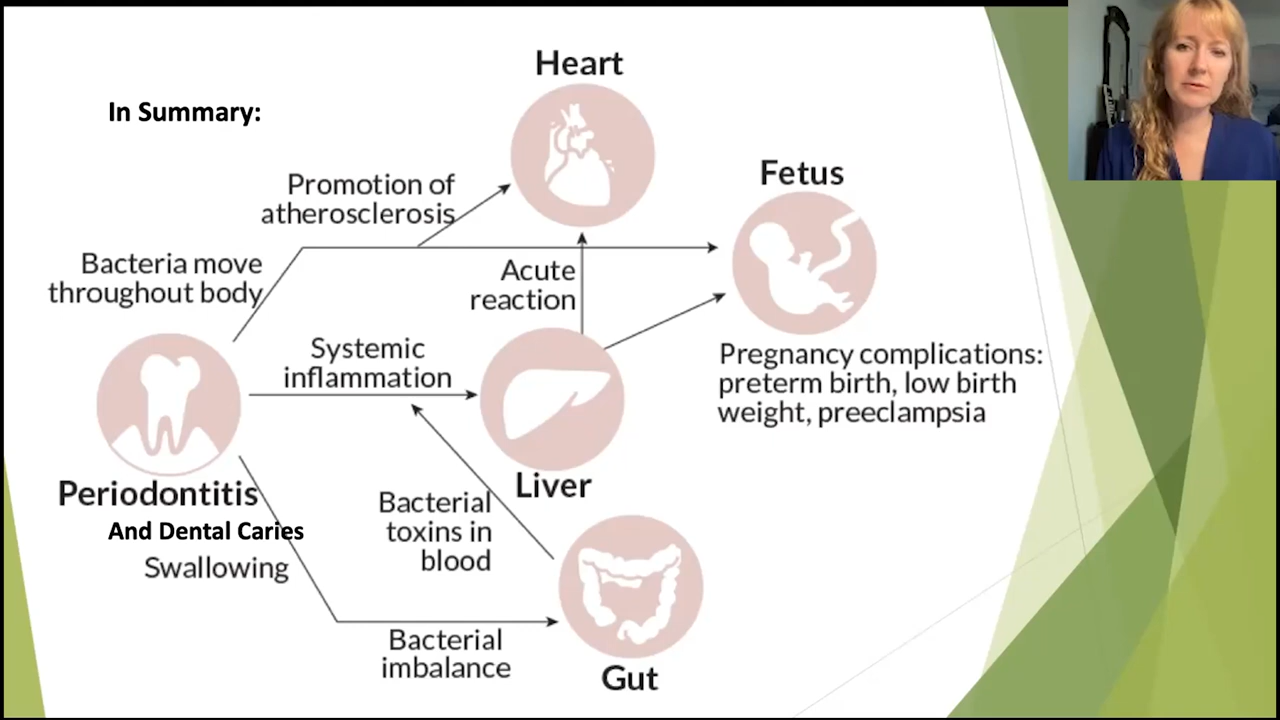 In Summary:
Heart
Fetus
Promotion of
atherosclerosis
Bacteria move
throughout body
Acute
reaction
Systemic
inflammation
Pregnancy complications:
preterm birth, low birth
weight, preeclampsia
Periodontitis
And Dental Caries
Swallowing
Liver
Bacterial
toxins in
blood
Bacterial
imbalance
Gut